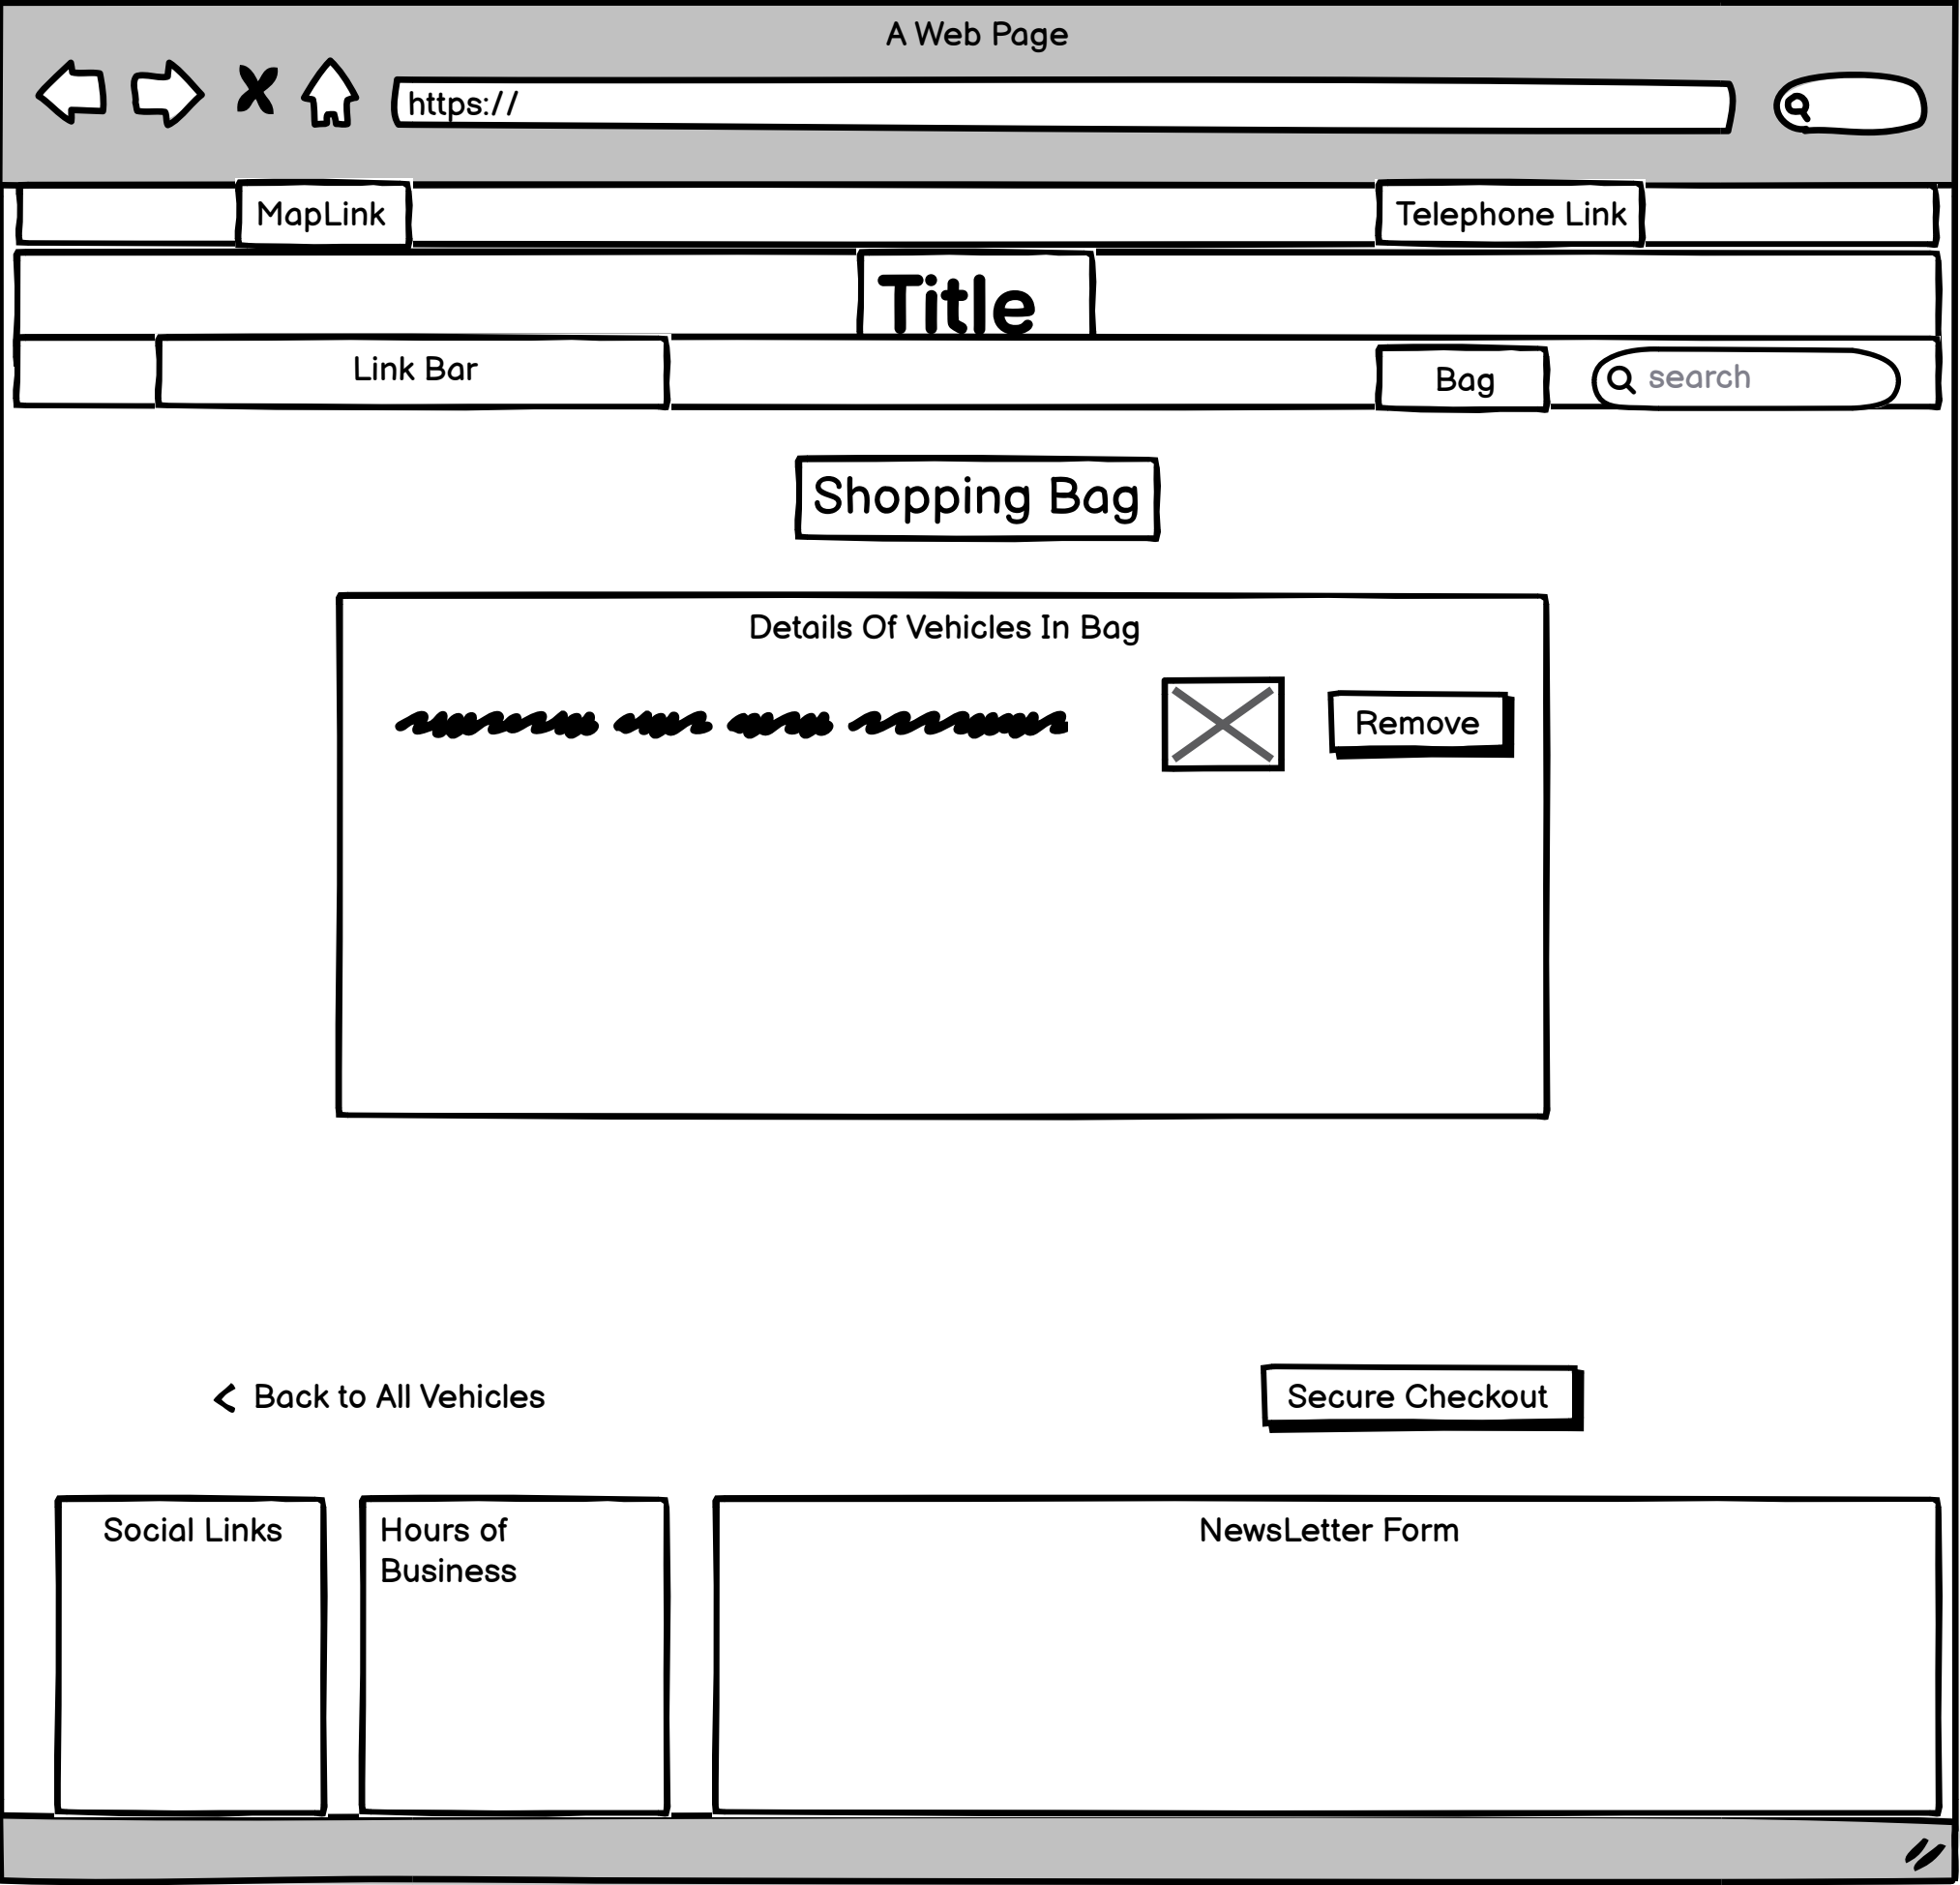 A Web Page
https://
MapLink
Telephone Link
Title
Link Bar
Bag
search
Shopping Bag
Details Of Vehicles In Bag
Remove
Back to All Vehicles
Secure Checkout
Social Links
Hours of
Business
NewsLetter Form